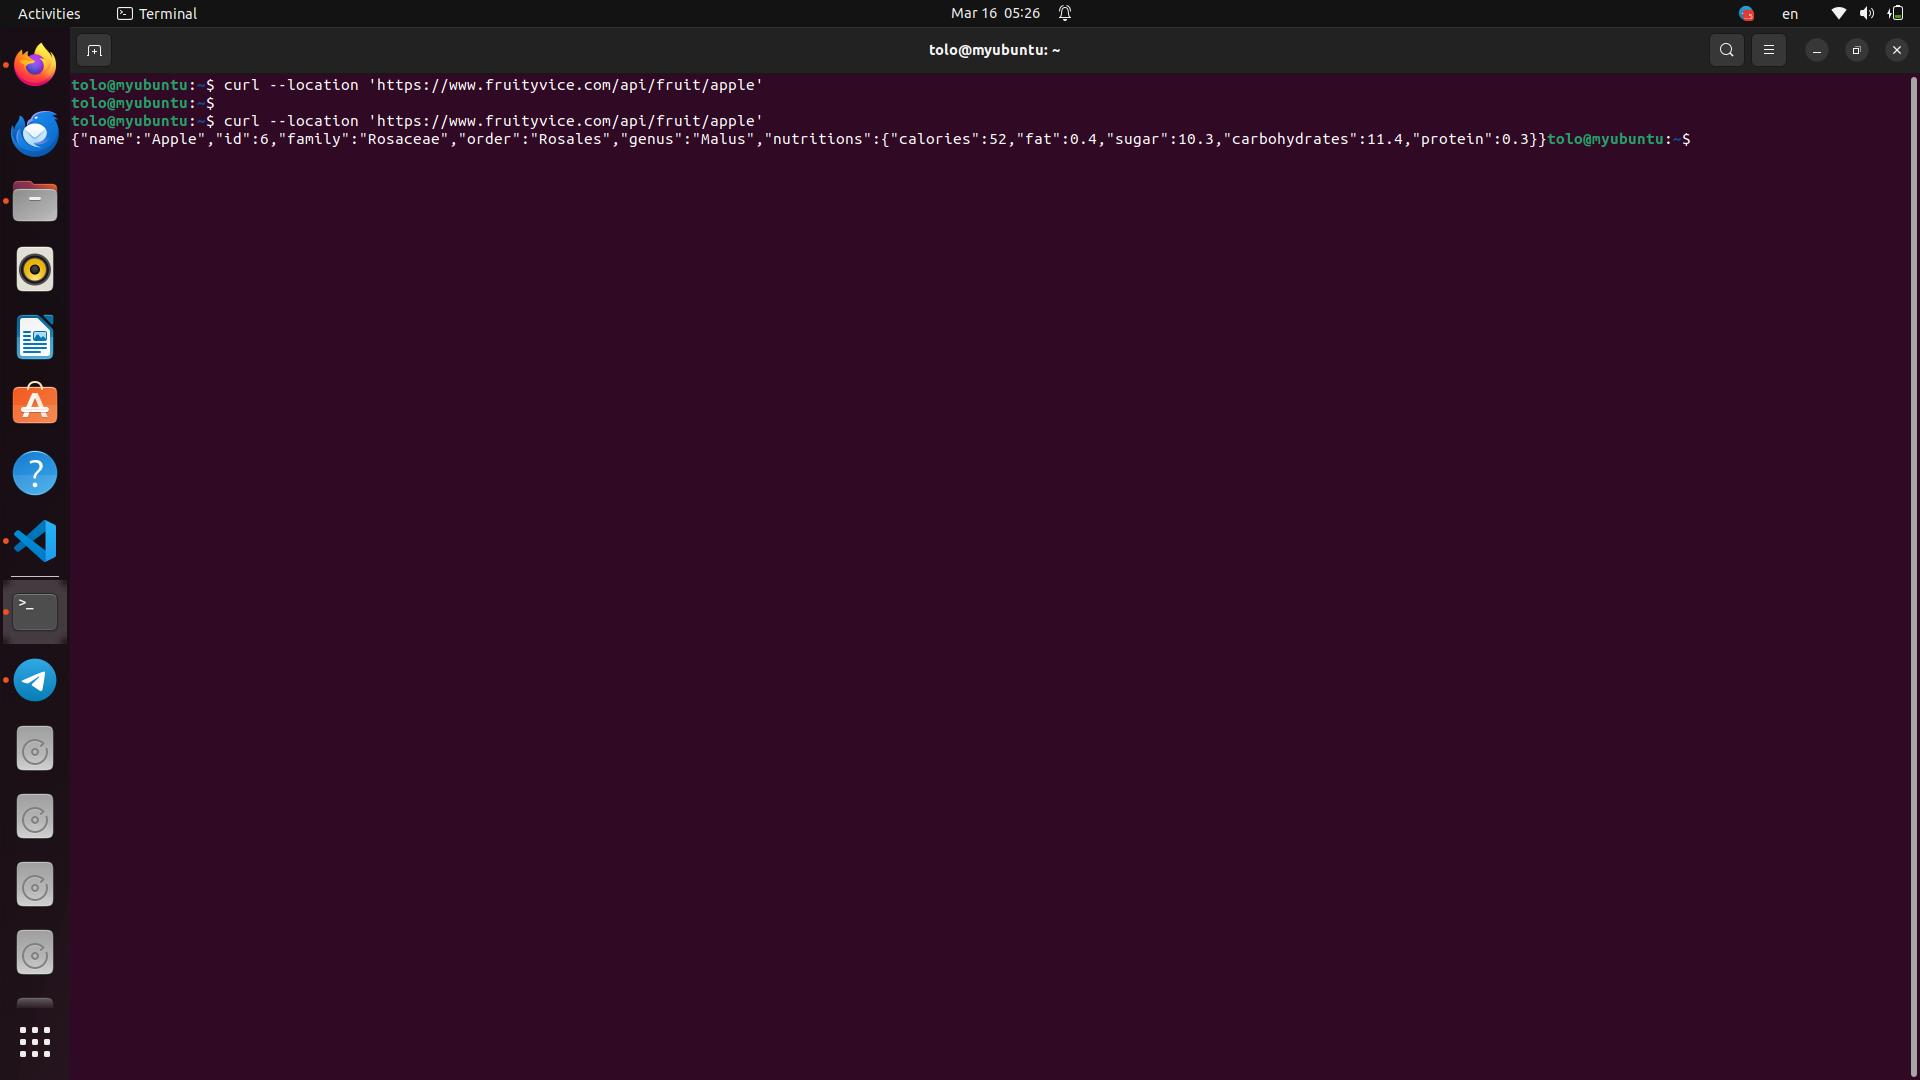 Activities
Terminal
Mar 16 05:26
en
tolo@myubuntu: ~
tolo@myubuntu:~$ curl --location 'https://www.fruityvice.com/api/fruit/apple'
tolo@myubuntu:~$
tolo@myubuntu:~$ curl --location 'https://www.fruityvice.com/api/fruit/apple'
{"name":"Apple","id":6,"family":"Rosaceae","order":"Rosales","genus":"Malus","nutritions":{"calories":52,"fat":0.4,"sugar":10.3,"carbohydrates":11.4,"protein":0.3}}tolo@myubuntu:~$